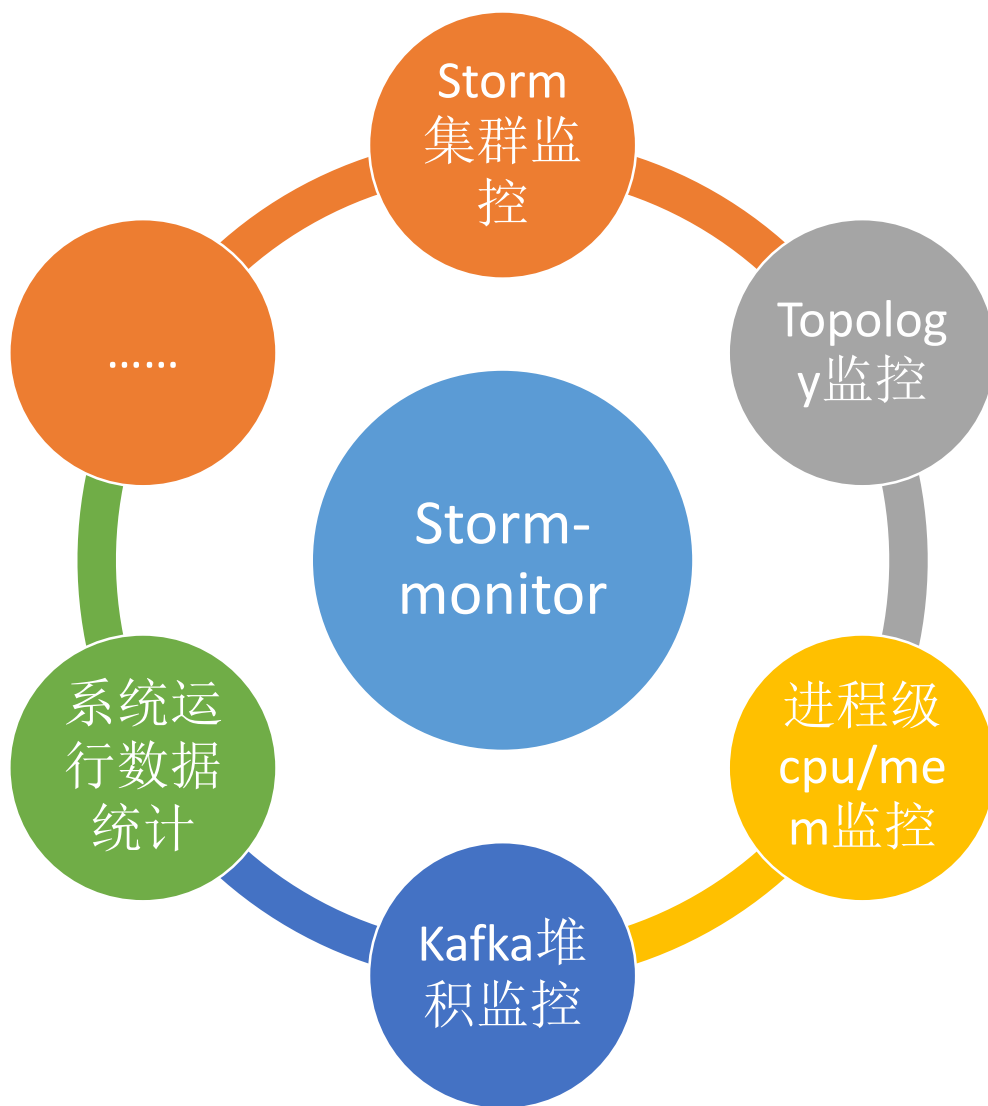 Storm
集群监
控
Topolog
y监控
……
Storm-
monitor
系统运
行数据
统计
进程级
cpu/me
m监控
Kafka堆
积监控